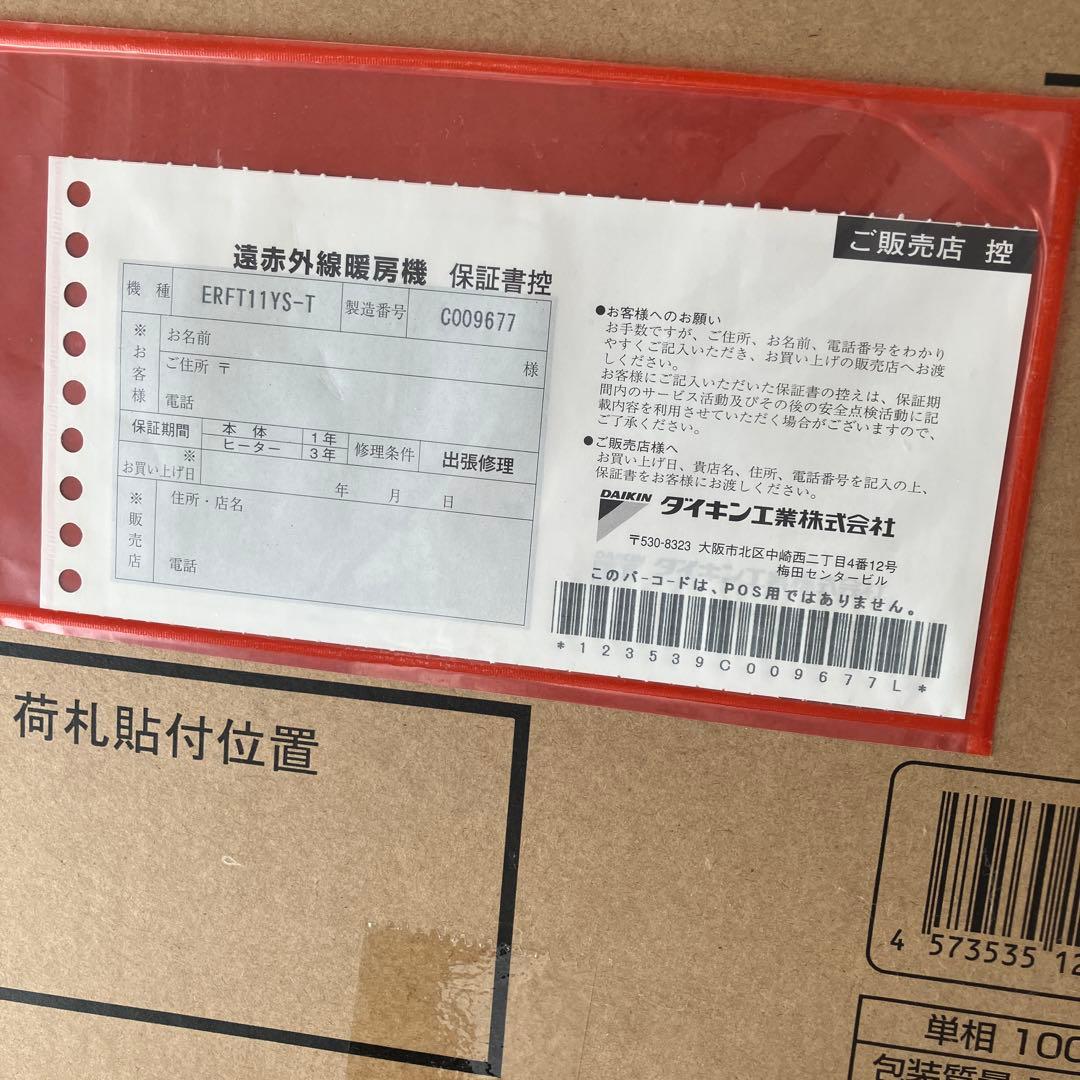 ご販売店 控
遠赤外線暖房機 保証書控
機種 ERFT11YS-T 製造番号 C009677
※お客様
お名前
様
ご住所 〒
電話
保証期間 本体 1年
ヒーター 3年
修理条件 出張修理
※お買い上げ日 年 月 日
※販売店
住所・店名
電話
●お客様へのお願い
お手数ですが、ご住所、お名前、電話番号をわかり
やすくご記入いただき、お買い上げの販売店へお渡
しください。
お客様にご記入いただいた保証書の控えは、保証期
間内のサービス活動及びその後の安全点検活動に記
載内容を利用させていただく場合がございますので、
ご了承ください。
●ご販売店様へ
お買い上げ日、貴店名、住所、電話番号を記入の上、
保証書をお客様にお渡しください。
DAIKIN ダイキン工業株式会社
〒530-8323 大阪市北区中崎西二丁目4番12号
梅田センタービル
このバーコードは、POS用ではありません。
*123539C009677L*
荷札貼付位置
4 573535 12
単相 100
包装質量